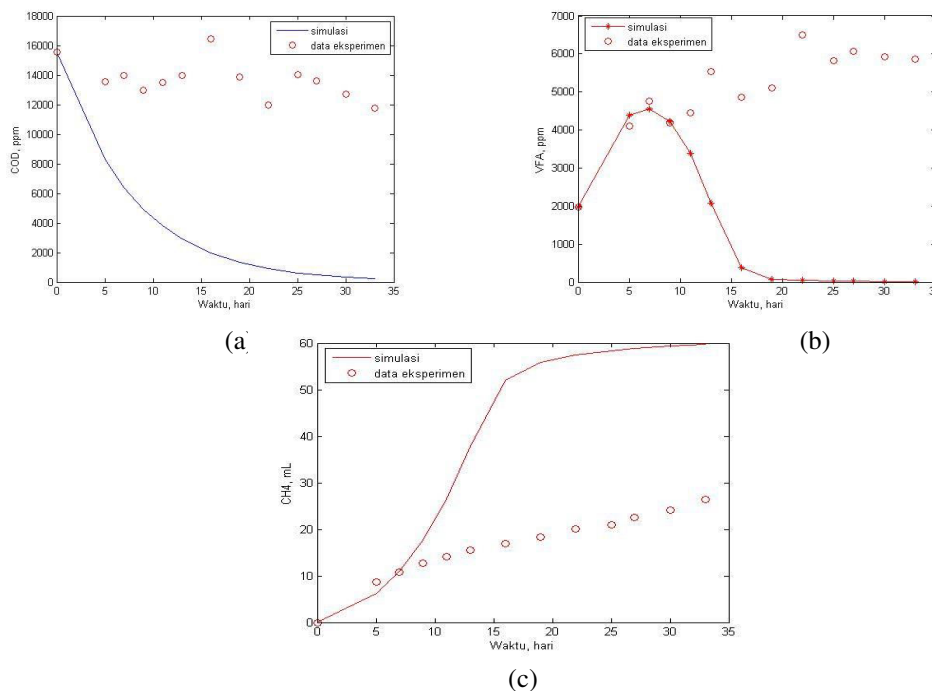 18000
16000
14000
12000
10000
8000
6000
4000
2000
0
COD, ppm
simulasi
data eksperimen
0 5 10 15 20 25 30 35
Waktu, hari
(a)
7000
6000
5000
4000
3000
2000
1000
0
VFA, ppm
simulasi
data eksperimen
0 5 10 15 20 25 30 35
Waktu, hari
(b)
60
50
40
30
20
10
0
CH4, mL
simulasi
data eksperimen
0 5 10 15 20 25 30 35
Waktu, hari
(c)